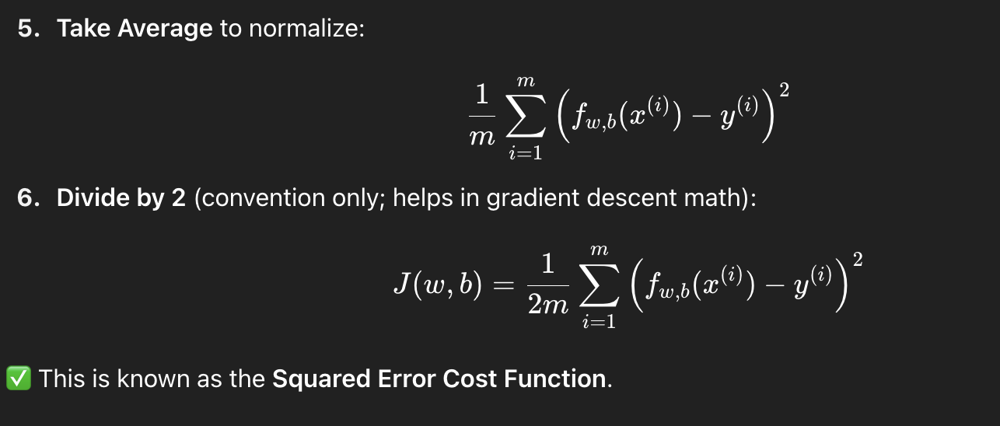 5. Take Average to normalize:
$$\frac{1}{m} \sum_{i=1}^{m} \left( f_{w,b}(x^{(i)}) - y^{(i)} \right)^2$$
6. Divide by 2 (convention only; helps in gradient descent math):
$$J(w, b) = \frac{1}{2m} \sum_{i=1}^{m} \left( f_{w,b}(x^{(i)}) - y^{(i)} \right)^2$$
✅ This is known as the Squared Error Cost Function.